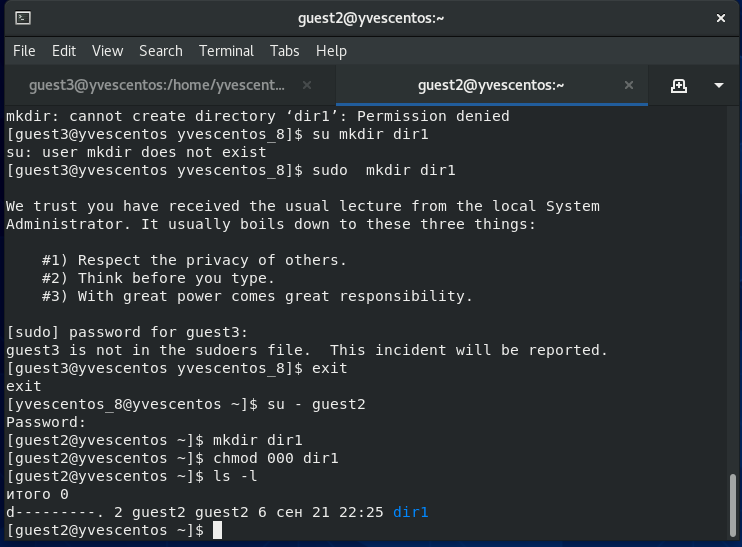 guest2@yvescentos:~
File Edit View Search Terminal Tabs Help
guest3@yvescentos:/home/yvescent...
guest2@yvescentos:~
mkdir: cannot create directory ‘dir1’: Permission denied
[guest3@yvescentos yvescentos_8]$ su mkdir dir1
su: user mkdir does not exist
[guest3@yvescentos yvescentos_8]$ sudo  mkdir dir1
We trust you have received the usual lecture from the local System
Administrator. It usually boils down to these three things:
#1) Respect the privacy of others.
#2) Think before you type.
#3) With great power comes great responsibility.
[sudo] password for guest3:
guest3 is not in the sudoers file.  This incident will be reported.
[guest3@yvescentos yvescentos_8]$ exit
exit
[yvescentos_8@yvescentos ~]$ su - guest2
Password:
[guest2@yvescentos ~]$ mkdir dir1
[guest2@yvescentos ~]$ chmod 000 dir1
[guest2@yvescentos ~]$ ls -l
итого 0
d---------. 2 guest2 guest2 6 сен 21 22:25 dir1
[guest2@yvescentos ~]$